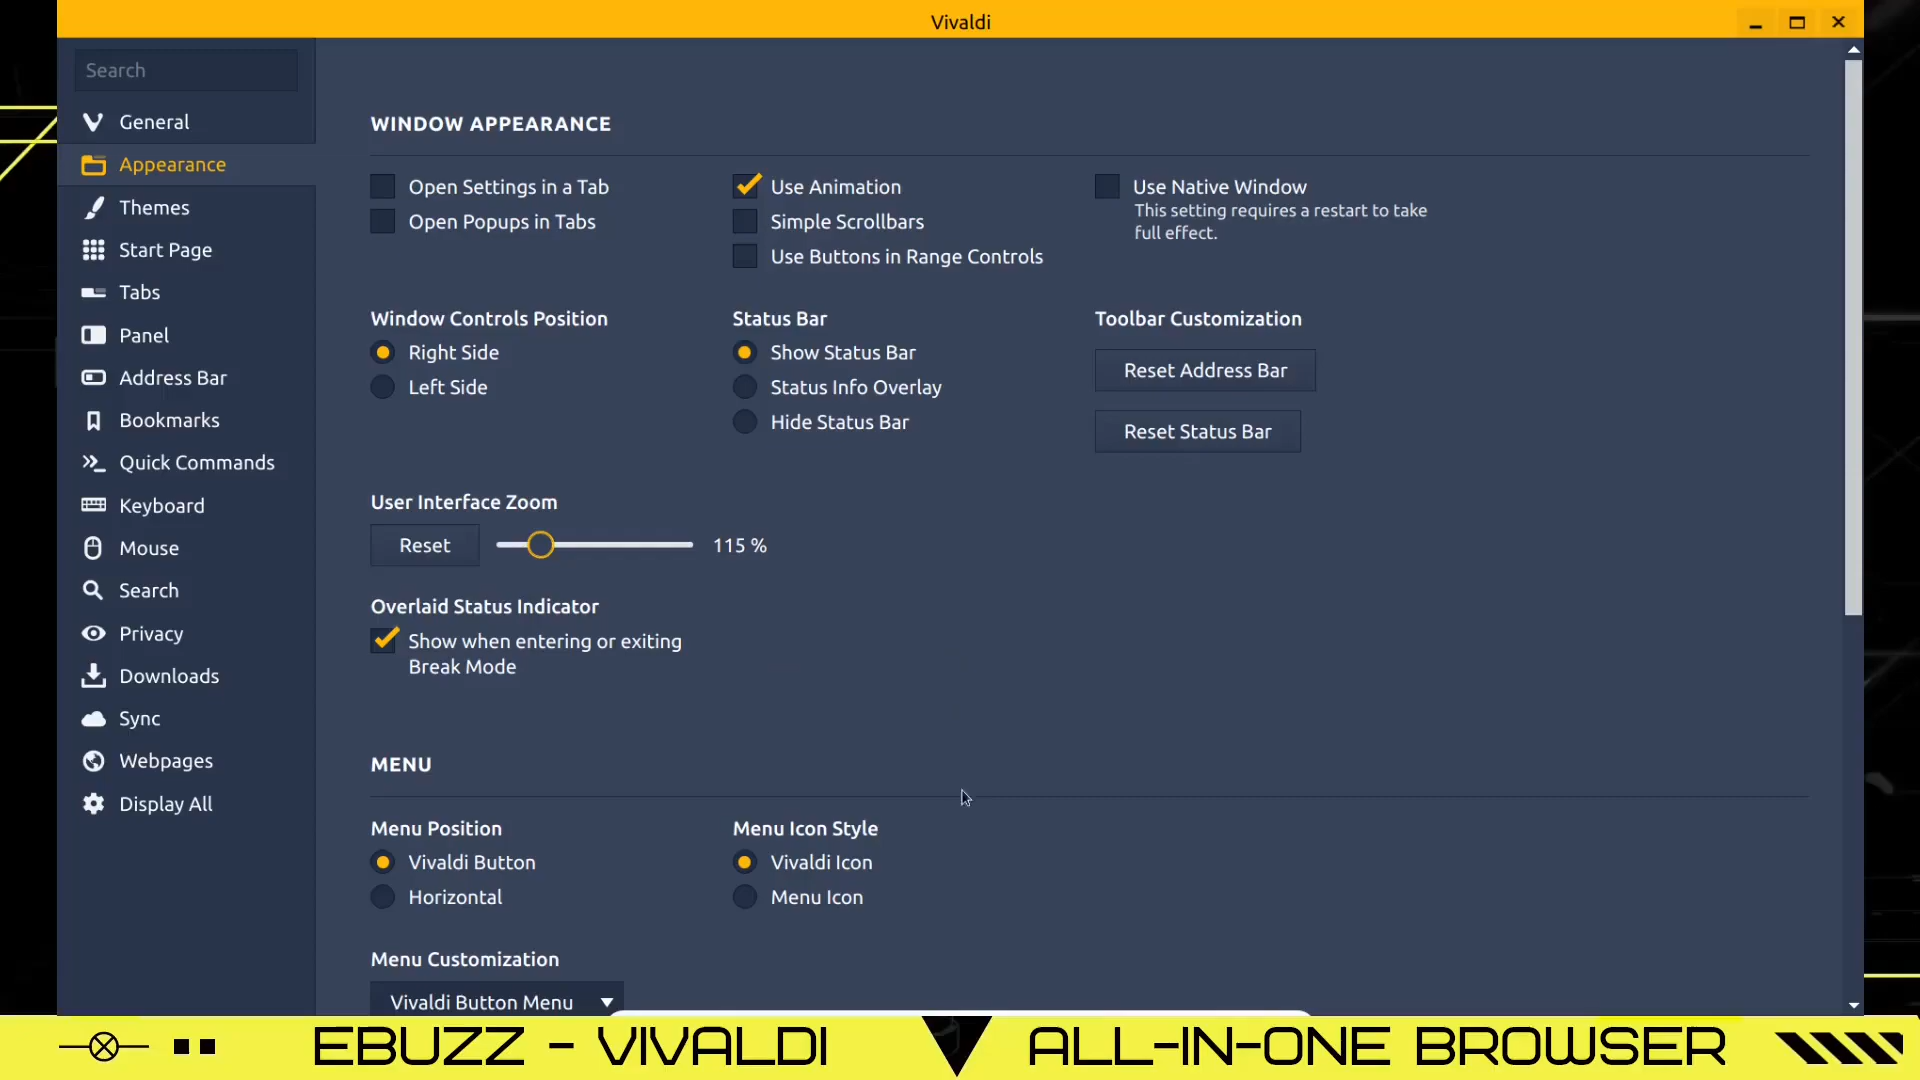 Vivaldi
Search
General
Appearance
Themes
Start Page
Tabs
Panel
Address Bar
Bookmarks
Quick Commands
Keyboard
Mouse
Search
Privacy
Downloads
Sync
Webpages
Display All
WINDOW APPEARANCE
Open Settings in a Tab
Open Popups in Tabs
Use Animation
Simple Scrollbars
Use Buttons in Range Controls
Use Native Window
This setting requires a restart to take
full effect.
Window Controls Position
Right Side
Left Side
Status Bar
Show Status Bar
Status Info Overlay
Hide Status Bar
Toolbar Customization
Reset Address Bar
Reset Status Bar
User Interface Zoom
Reset
115 %
Overlaid Status Indicator
Show when entering or exiting
Break Mode
MENU
Menu Position
Vivaldi Button
Horizontal
Menu Icon Style
Vivaldi Icon
Menu Icon
Menu Customization
Vivaldi Button Menu
EBUZZ - VIVALDI
ALL-IN-ONE BROWSER